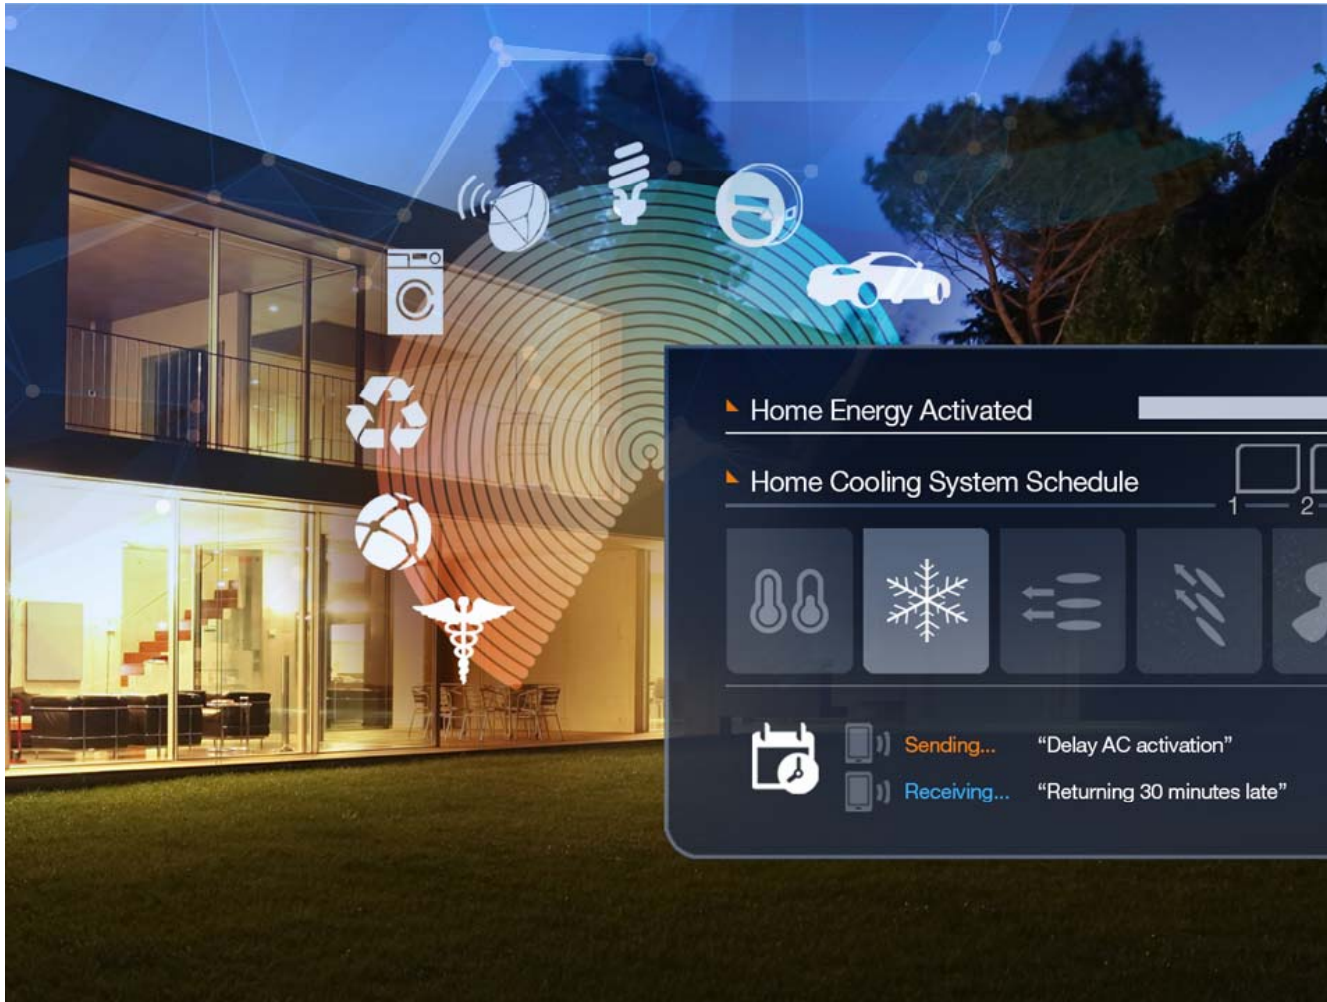 Home Energy Activated
Home Cooling System Schedule
1 2
Sending... “Delay AC activation”
Receiving... “Returning 30 minutes late”